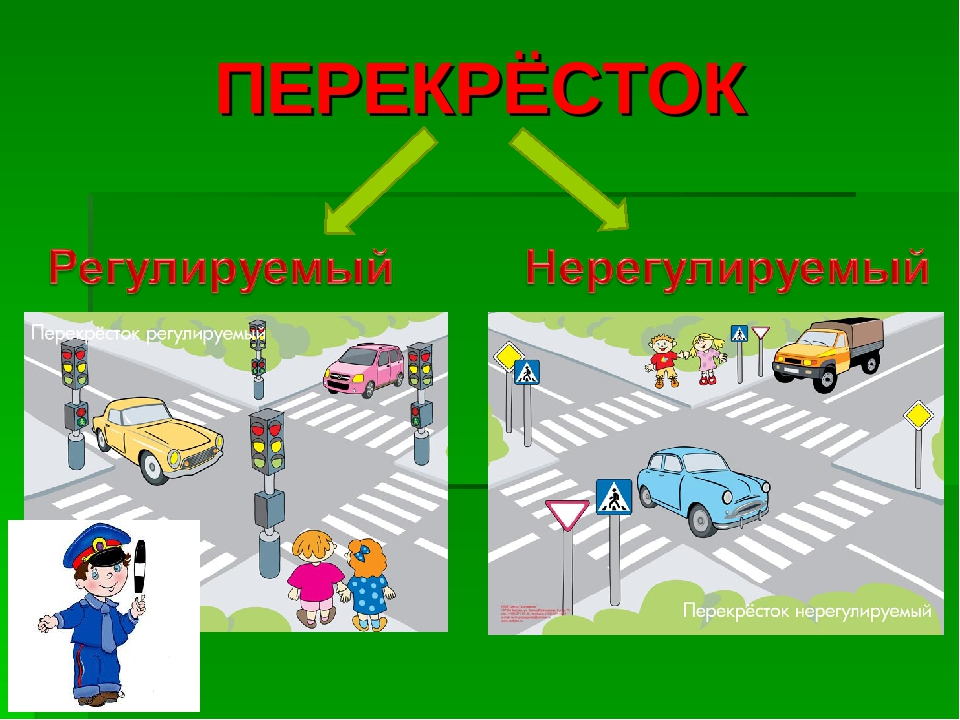 ПЕРЕКРЁСТОК
Регулируемый
Нерегулируемый
Перекрёсток регулируемый
Перекрёсток нерегулируемый